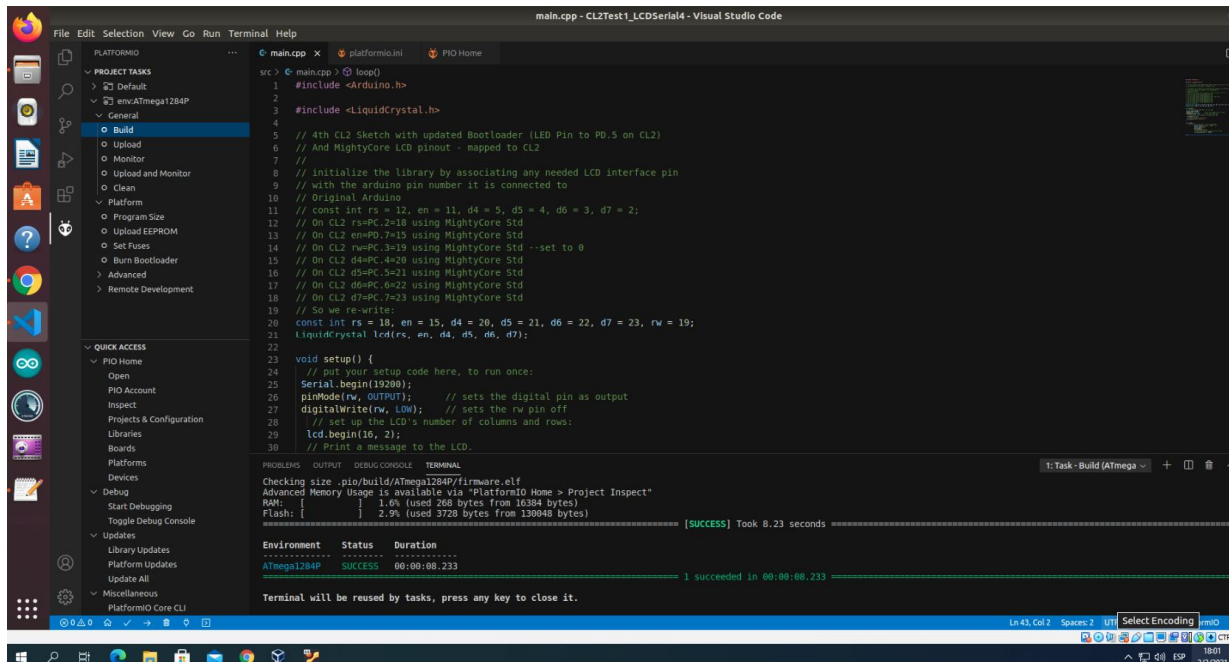 main.cpp - CL2Test1_LCDSerial4 - Visual Studio Code
File Edit Selection View Go Run Terminal Help
PLATFORMIO ...
PROJECT TASKS
Default
env:ATmega1284P
General
Build
Upload
Monitor
Upload and Monitor
Clean
Platform
Program Size
Upload EEPROM
Set Fuses
Burn Bootloader
Advanced
Remote Development
QUICK ACCESS
PIO Home
Open
PIO Account
Inspect
Projects & Configuration
Libraries
Boards
Platforms
Devices
Debug
Start Debugging
Toggle Debug Console
Updates
Library Updates
Platform Updates
Update All
Miscellaneous
PlatformIO Core CLI
main.cpp platformio.ini PIO Home
src > main.cpp > loop()
1 #include <Arduino.h>
2
3 #include <LiquidCrystal.h>
4
5 // 4th CL2 Sketch with updated Bootloader (LED Pin to PD.5 on CL2)
6 // And MightyCore LCD pinout - mapped to CL2
7 //
8 // initialize the library by associating any needed LCD interface pin
9 // with the arduino pin number it is connected to
10 // Original Arduino
11 // const int rs = 12, en = 11, d4 = 5, d5 = 4, d6 = 3, d7 = 2;
12 // On CL2 rs=PC.2=18 using MightyCore Std
13 // On CL2 en=PD.7=15 using MightyCore Std
14 // On CL2 rw=PC.3=19 using MightyCore Std --set to 0
15 // On CL2 d4=PC.4=20 using MightyCore Std
16 // On CL2 d5=PC.5=21 using MightyCore Std
17 // On CL2 d6=PC.6=22 using MightyCore Std
18 // On CL2 d7=PC.7=23 using MightyCore Std
19 // So we re-write:
20 const int rs = 18, en = 15, d4 = 20, d5 = 21, d6 = 22, d7 = 23, rw = 19;
21 LiquidCrystal lcd(rs, en, d4, d5, d6, d7);
22
23 void setup() {
24 // put your setup code here, to run once:
25 Serial.begin(19200);
26 pinMode(rw, OUTPUT); // sets the digital pin as output
27 digitalWrite(rw, LOW); // sets the rw pin off
28 // set up the LCD's number of columns and rows:
29 lcd.begin(16, 2);
30 // Print a message to the LCD.
PROBLEMS OUTPUT DEBUG CONSOLE TERMINAL 1: Task - Build (ATmega
Checking size .pio/build/ATmega1284P/firmware.elf
Advanced Memory Usage is available via "PlatformIO Home > Project Inspect"
RAM: [ ] 1.6% (used 268 bytes from 16384 bytes)
Flash: [ ] 2.9% (used 3728 bytes from 130048 bytes)
[SUCCESS] Took 8.23 seconds
Environment Status Duration
ATmega1284P SUCCESS 00:00:08.233
1 succeeded in 00:00:08.233
Terminal will be reused by tasks, press any key to close it.
0 0 Ln 43, Col 2 Spaces: 2 Select Encoding
ESP 18:01